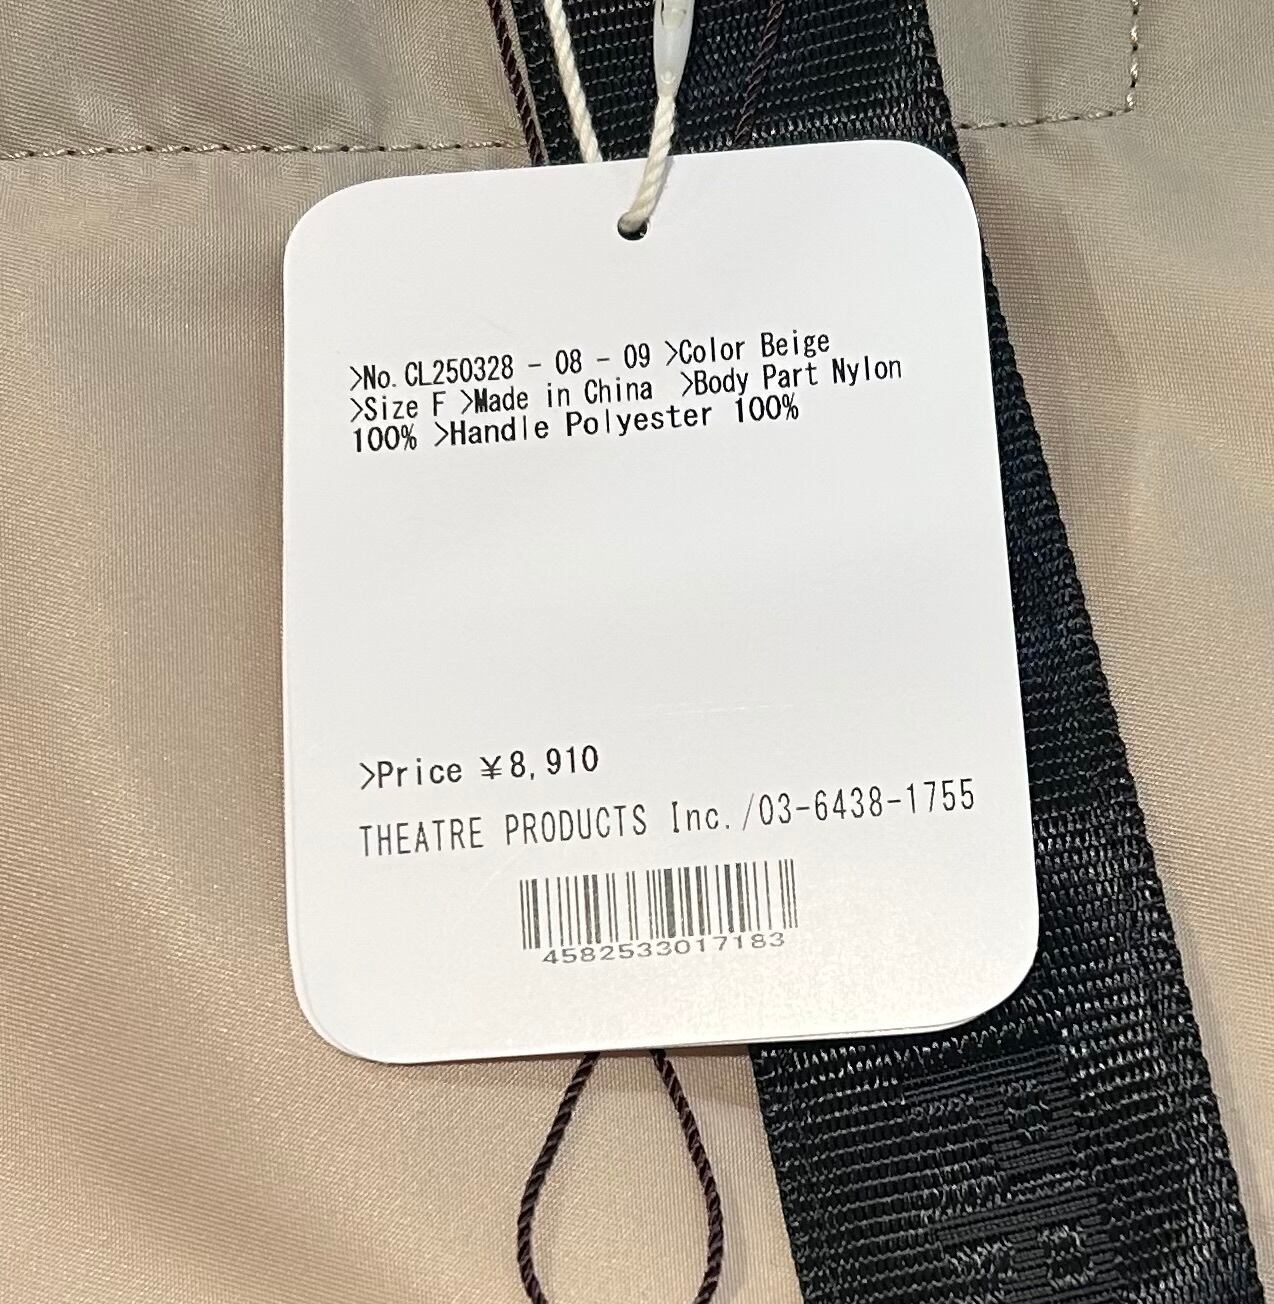 >No. CL250328 - 08 - 09 >Color Beige
>Size F >Made in China >Body Part Nylon
100% >Handle Polyester 100%
>Price ¥8,910
THEATRE PRODUCTS Inc./03-6438-1755
4582533017183